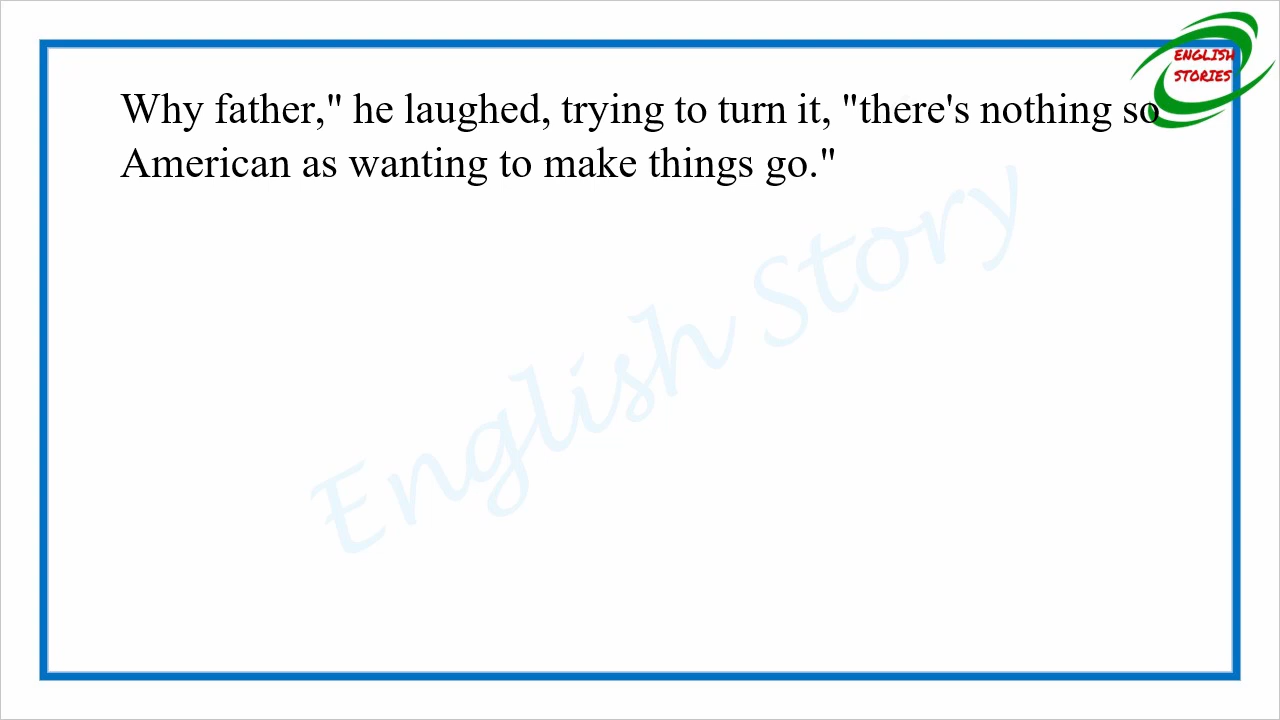 ENGLISH
STORIES
Why father," he laughed, trying to turn it, "there's nothing so
American as wanting to make things go."
English Story